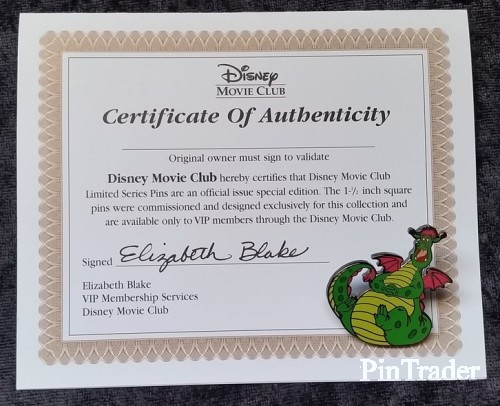 Disney
MOVIE CLUB
Certificate Of Authenticity
Original owner must sign to validate
Disney Movie Club hereby certifies that Disney Movie Club
Limited Series Pins are an official issue special edition. The 1-½ inch square
pins were commissioned and designed exclusively for this collection and
are available only to VIP members through the Disney Movie Club.
Signed Elizabeth Blake
Elizabeth Blake
VIP Membership Services
Disney Movie Club
PinTrader